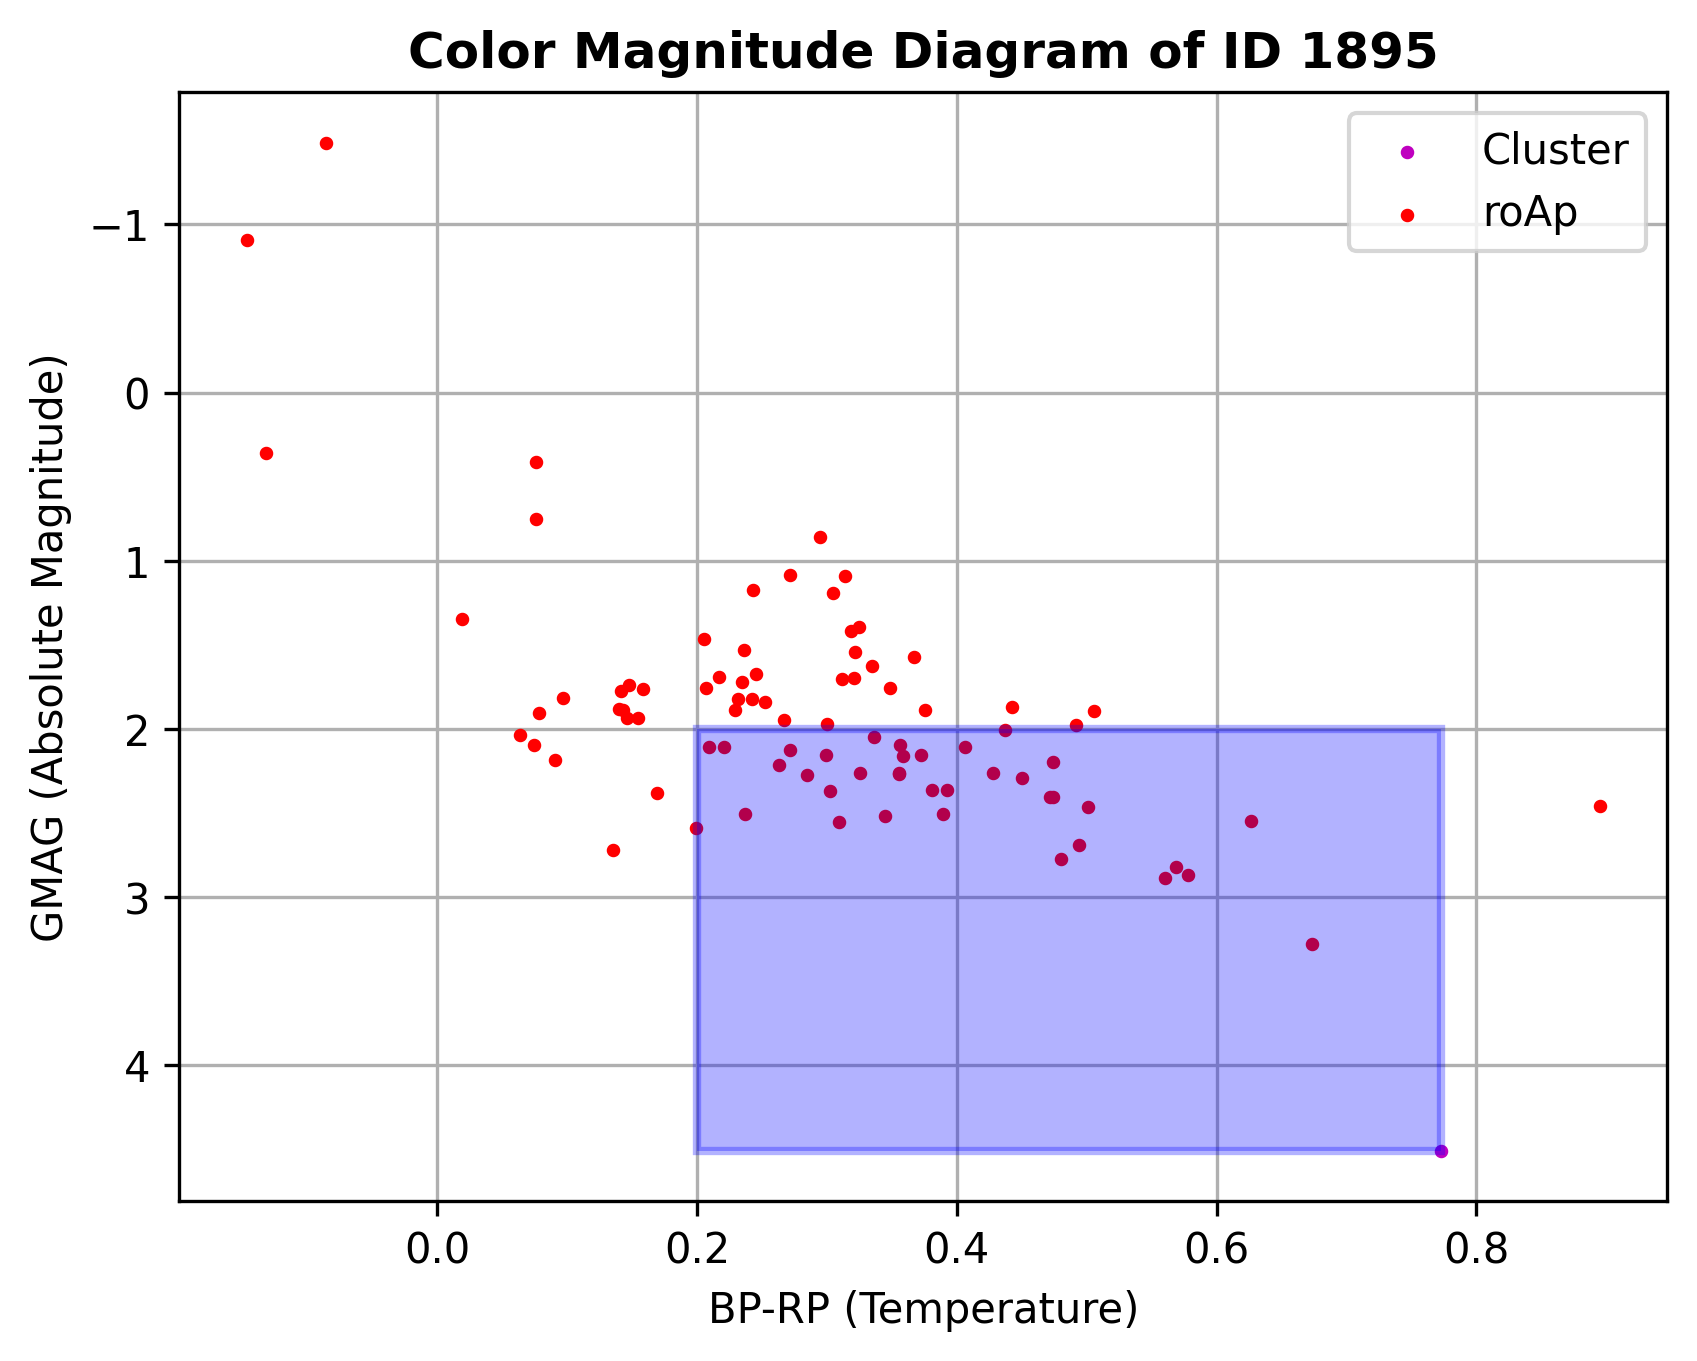 Color Magnitude Diagram of ID 1895
Cluster
roAp
−1
0
1
2
3
4
GMAG (Absolute Magnitude)
0.0 0.2 0.4 0.6 0.8
BP-RP (Temperature)